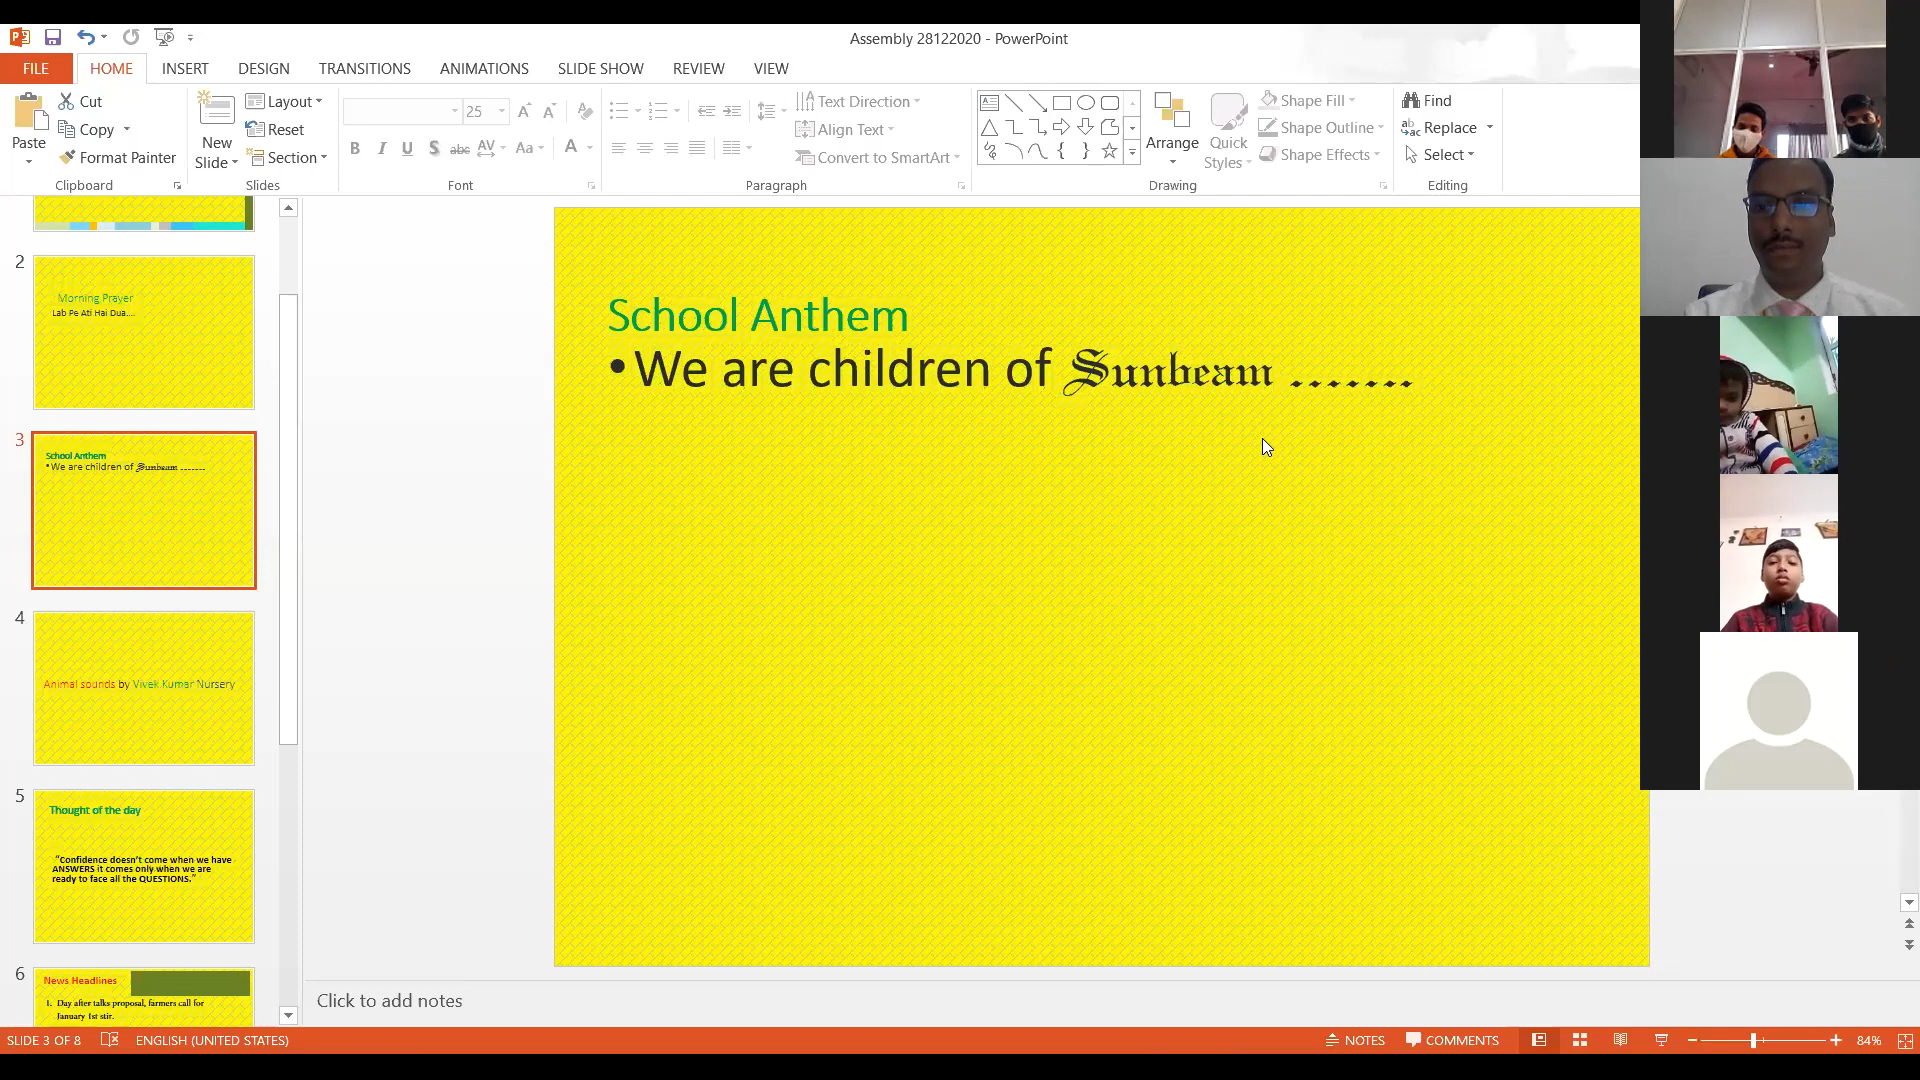 Assembly 28122020 - PowerPoint
FILE HOME INSERT DESIGN TRANSITIONS ANIMATIONS SLIDE SHOW REVIEW VIEW
Paste
Cut
Copy
Format Painter
Clipboard
New Slide
Layout
Reset
Section
Slides
25
B I U S abc AV Aa A
Font
Text Direction
Align Text
Convert to SmartArt
Paragraph
Arrange
Quick Styles
Shape Fill
Shape Outline
Shape Effects
Drawing
Find
Replace
Select
Editing
2
Morning Prayer
Lab Pe Ati Hai Dua....
3
School Anthem
•We are children of Sunbeam .......
4
Animal sounds by Vivek Kumar Nursery
5
Thought of the day
"Confidence doesn't come when we have
ANSWERS it comes only when we are
ready to face all the QUESTIONS."
6
News Headlines
1. Day after talks proposal, farmers call for
January 1st stir.
School Anthem
•We are children of Sunbeam .......
Click to add notes
SLIDE 3 OF 8 ENGLISH (UNITED STATES) NOTES COMMENTS 84%